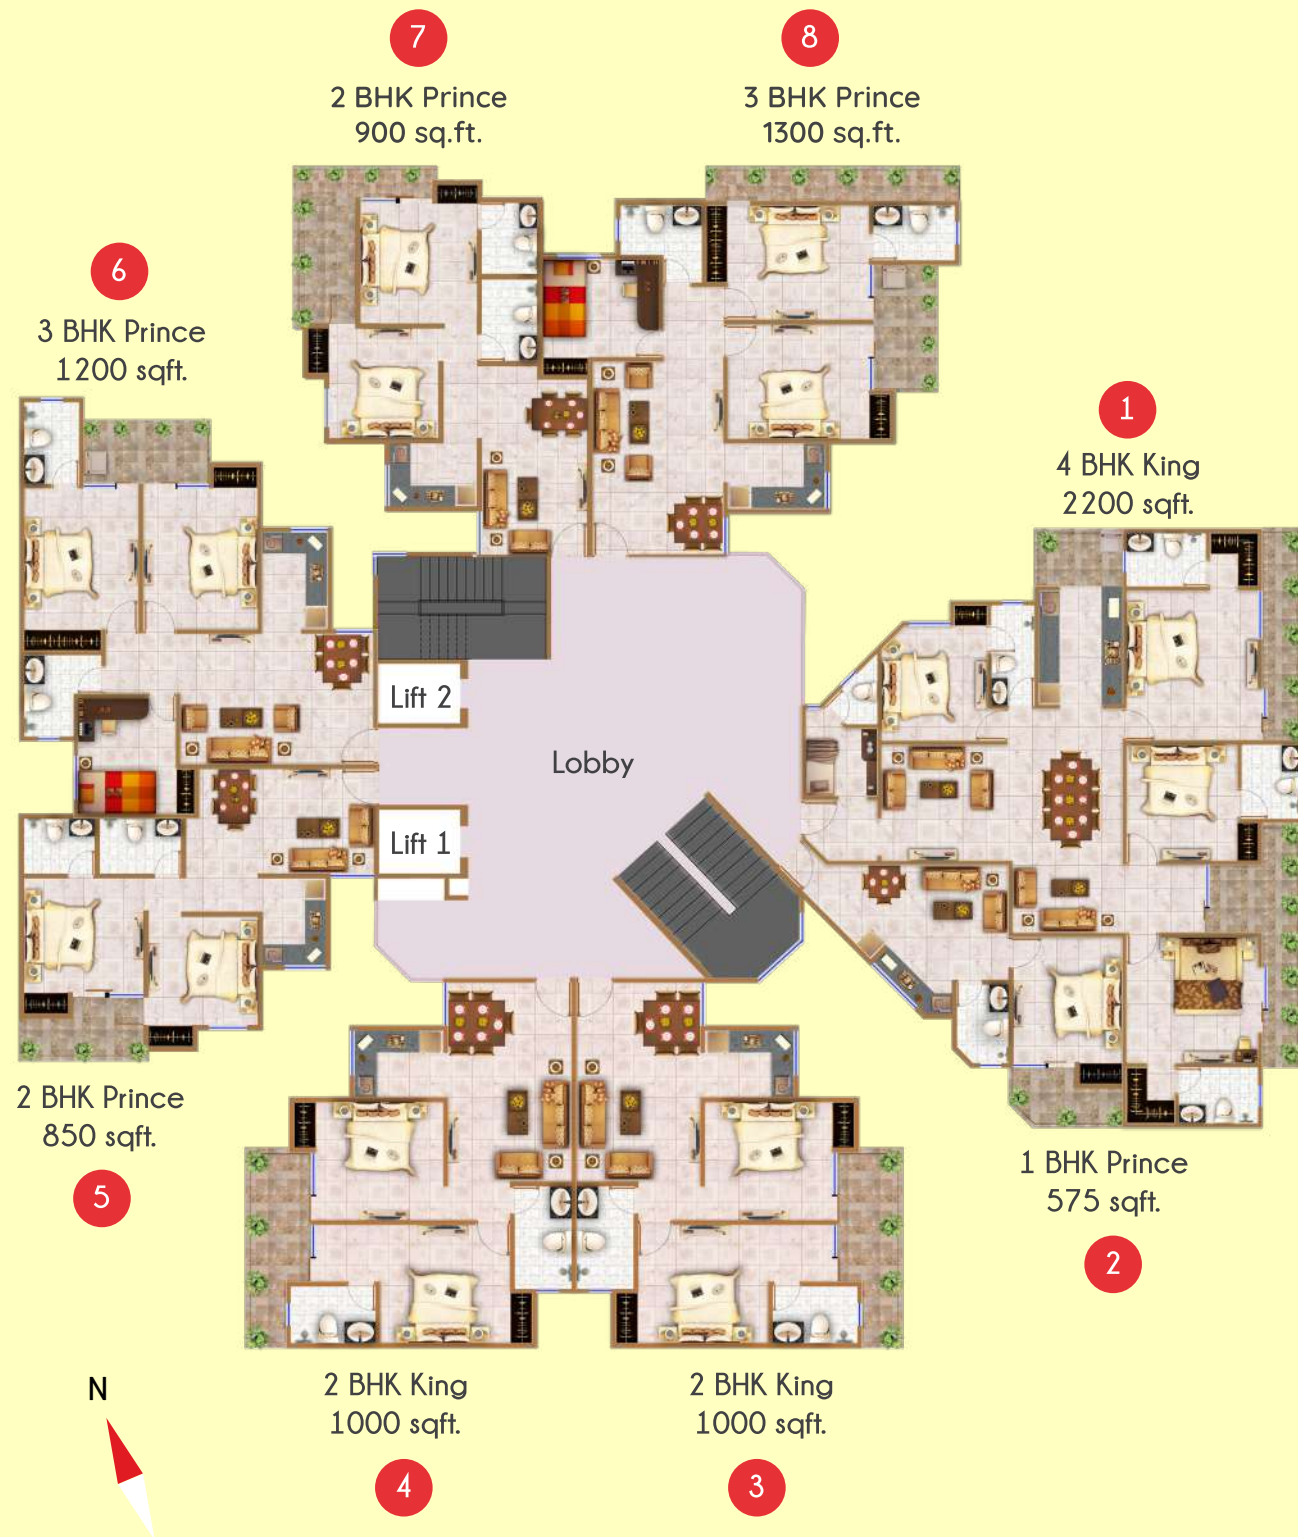 7
2 BHK Prince
900 sq.ft.
8
3 BHK Prince
1300 sq.ft.
6
3 BHK Prince
1200 sqft.
1
4 BHK King
2200 sqft.
Lift 2
Lobby
Lift 1
2 BHK Prince
850 sqft.
5
1 BHK Prince
575 sqft.
2
N
2 BHK King
1000 sqft.
4
2 BHK King
1000 sqft.
3